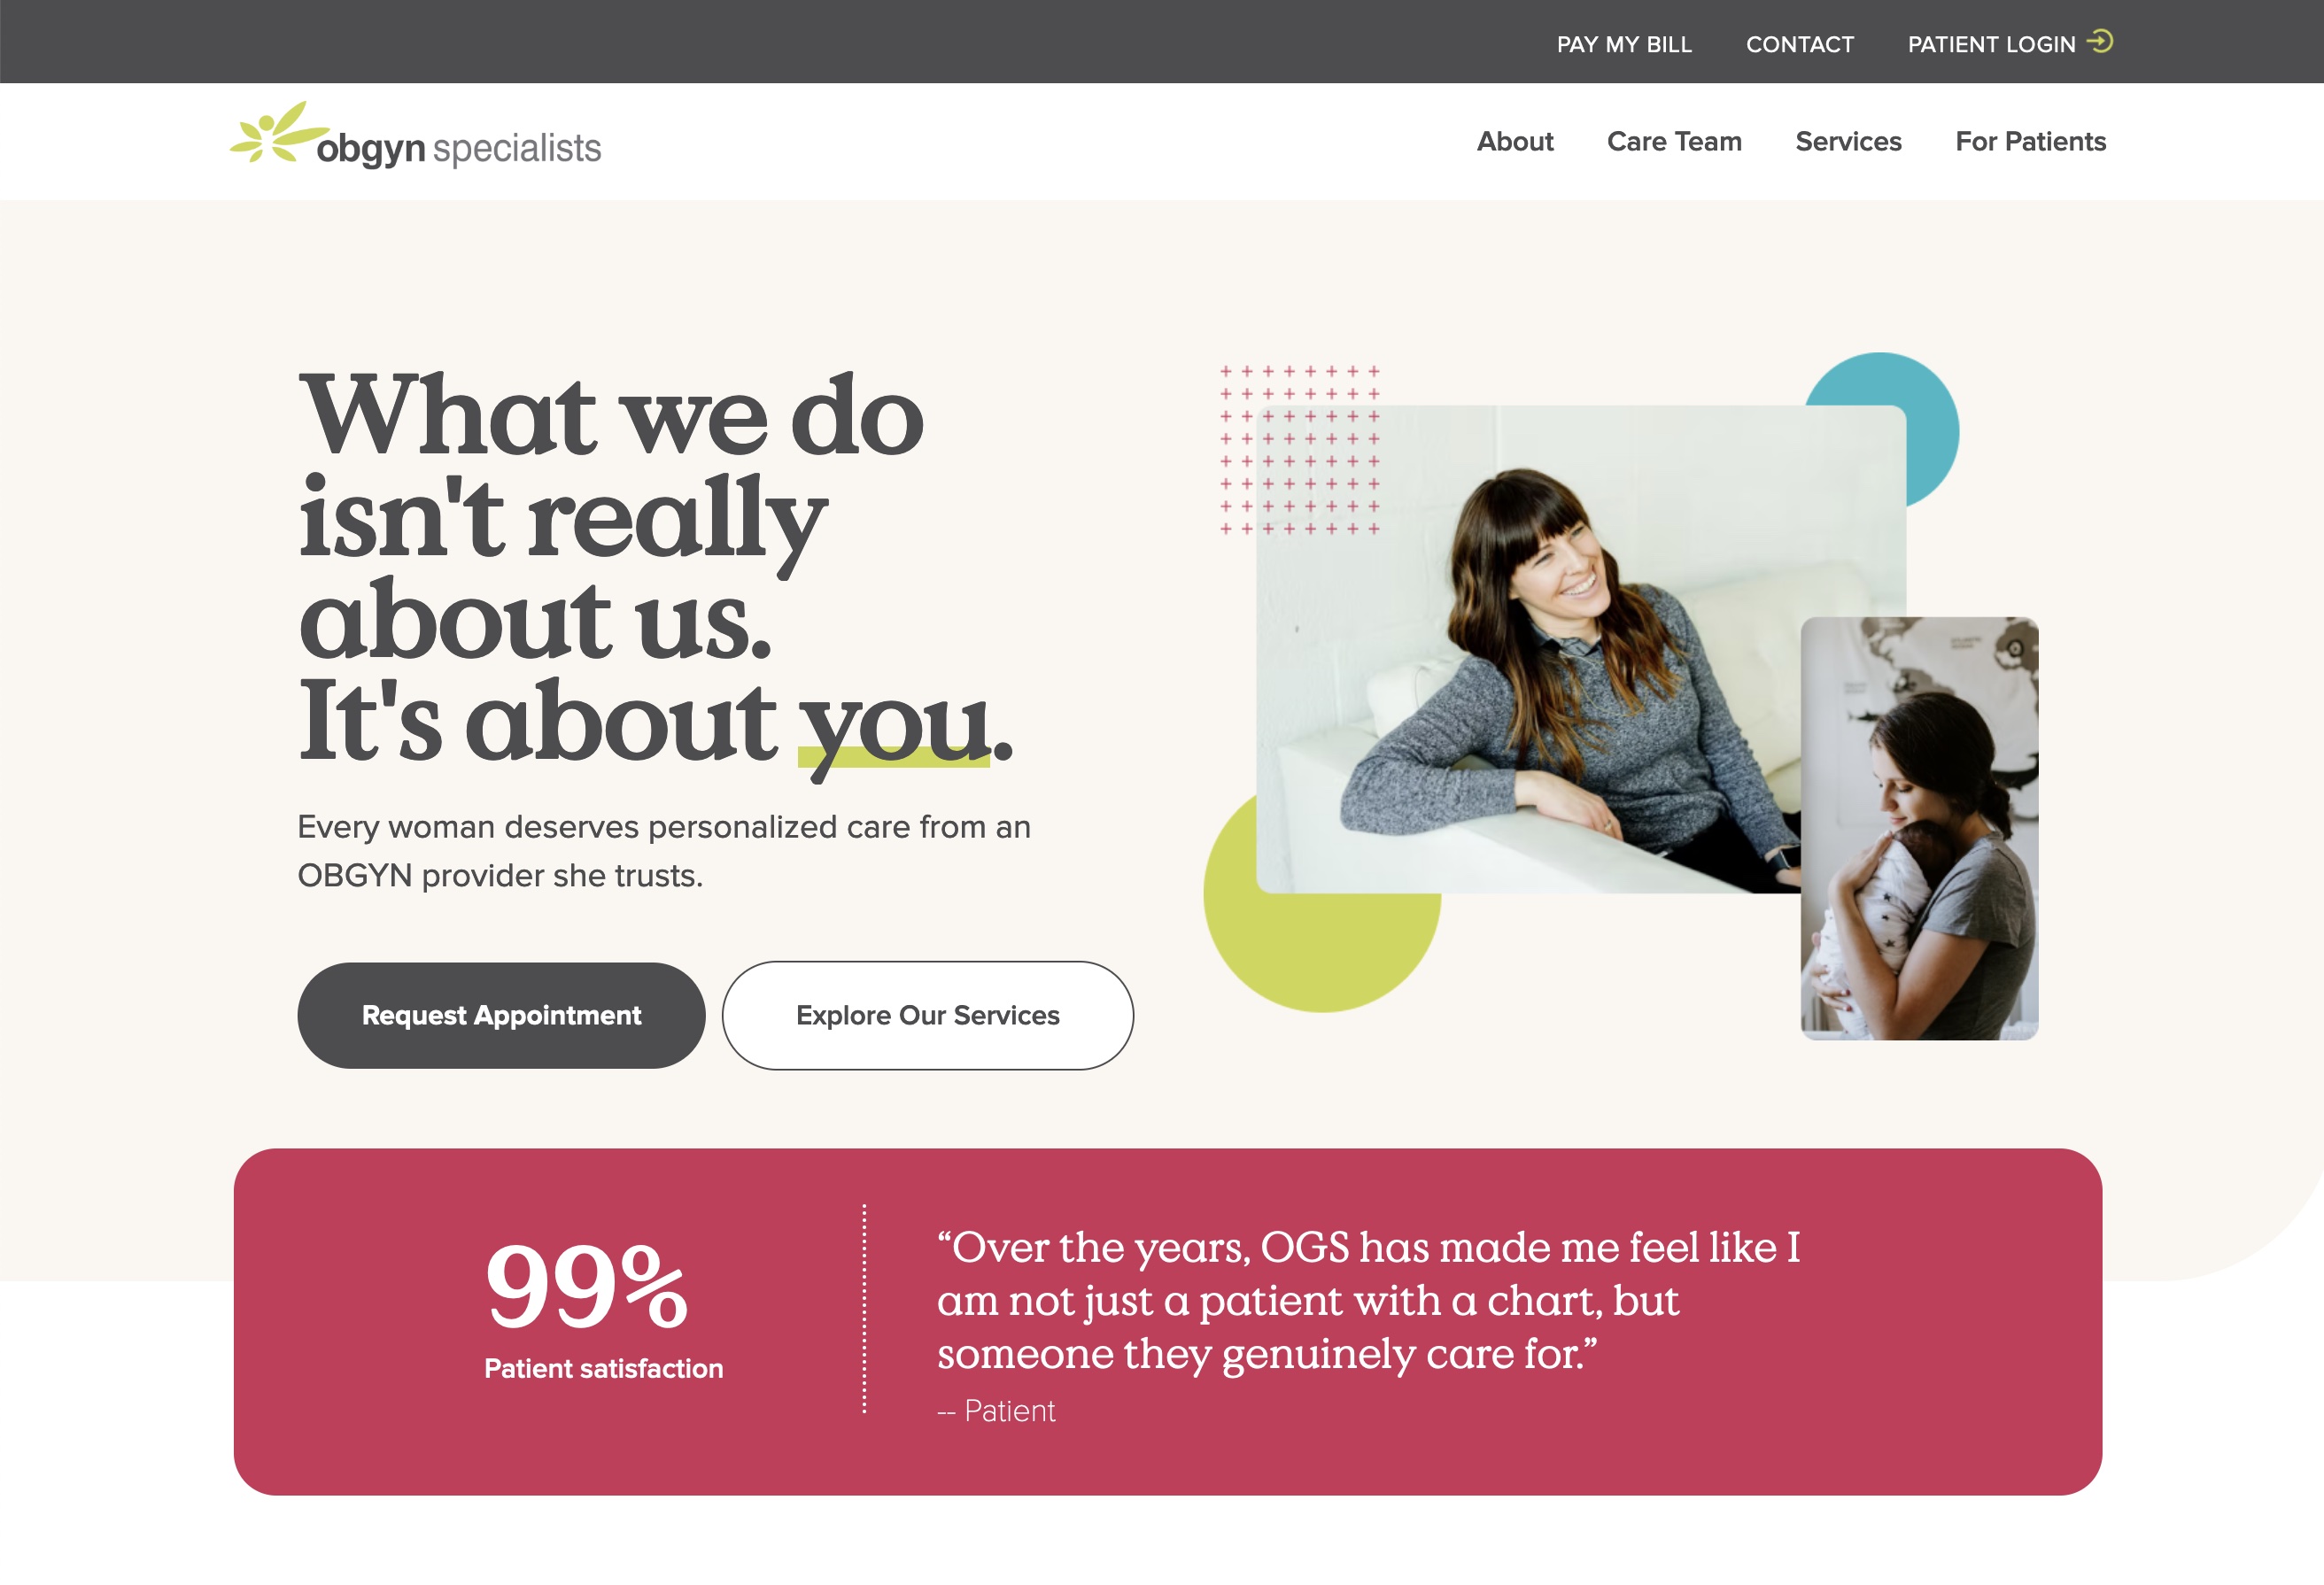 PAY MY BILL CONTACT PATIENT LOGIN
obgyn specialists
About Care Team Services For Patients
What we do
isn't really
about us.
It's about you.
Every woman deserves personalized care from an
OBGYN provider she trusts.
Request Appointment Explore Our Services
99%
Patient satisfaction
“Over the years, OGS has made me feel like I
am not just a patient with a chart, but
someone they genuinely care for.”
-- Patient